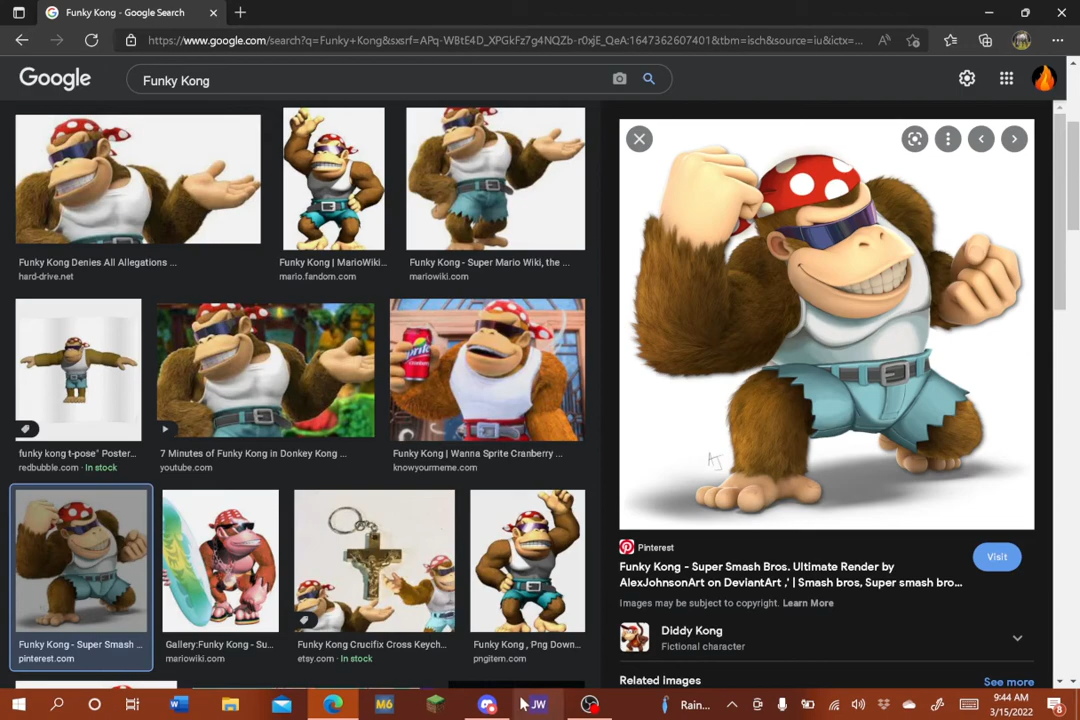 Funky Kong - Google Search
https://www.google.com/search?q=Funky+Kong&sxsrf=APq-WBtE4D_XPGkFz7g4NQZb-r0xjE_QeA:1647362607401&tbm=isch&source=iu&ictx=...
Google
Funky Kong
Funky Kong Denies All Allegations ...
hard-drive.net
Funky Kong | MarioWiki...
mario.fandom.com
Funky Kong - Super Mario Wiki, the ...
mariowiki.com
Sprite
funky kong t-pose" Poster...
redbubble.com · In stock
7 Minutes of Funky Kong in Donkey Kong ...
youtube.com
Funky Kong | Wanna Sprite Cranberry ...
knowyourmeme.com
Funky Kong - Super Smash ...
pinterest.com
Gallery:Funky Kong - Su...
mariowiki.com
Funky Kong Crucifix Cross Keych...
etsy.com · In stock
Funky Kong , Png Down...
pngitem.com
AJ
Pinterest
Visit
Funky Kong - Super Smash Bros. Ultimate Render by
AlexJohnsonArt on DeviantArt ,' | Smash bros, Super smash bro...
Images may be subject to copyright. Learn More
Diddy Kong
Fictional character
Related images
See more
W
M6
JW
Rain...
9:44 AM
3/15/2022
8